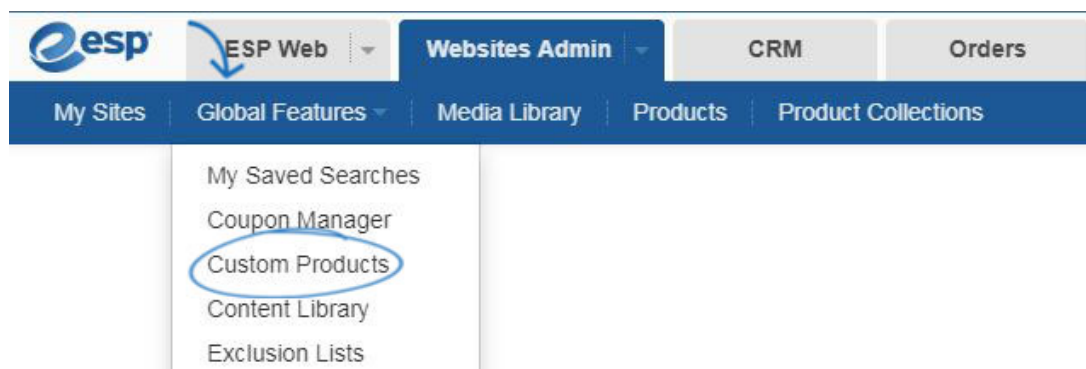 esp ESP Web Websites Admin CRM Orders
My Sites Global Features Media Library Products Product Collections
My Saved Searches
Coupon Manager
Custom Products
Content Library
Exclusion Lists